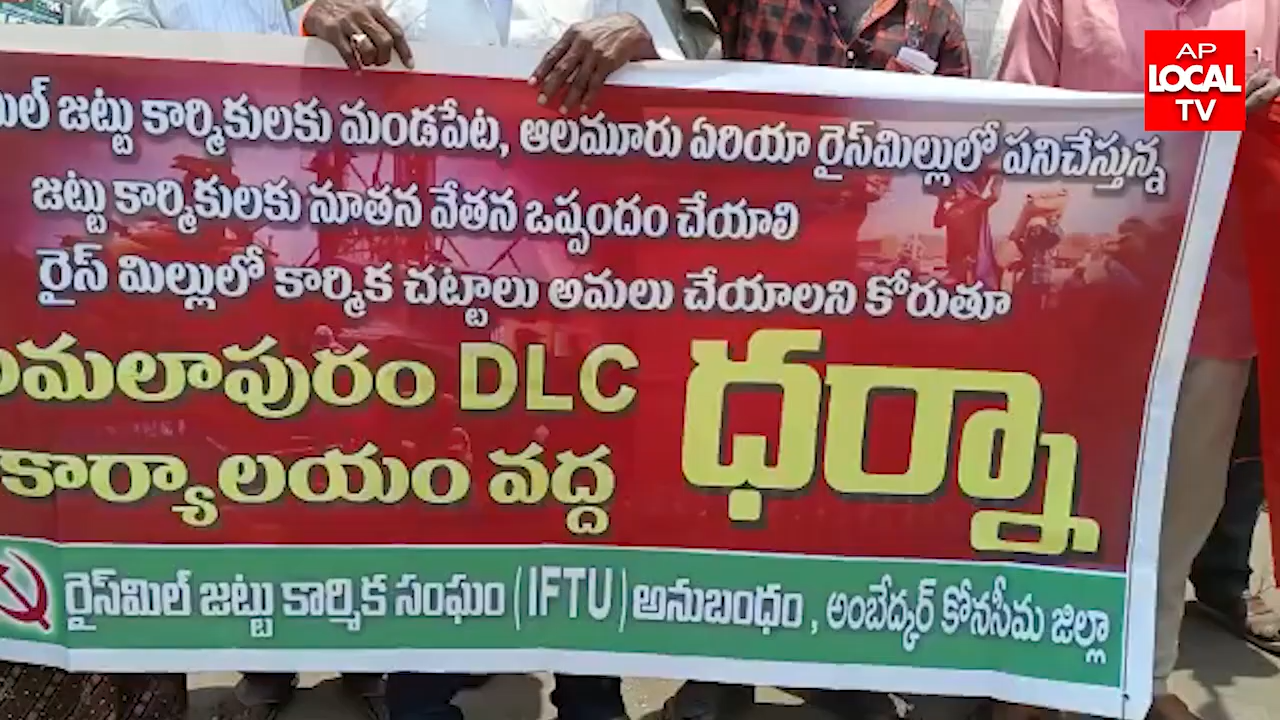 మిల్ జట్టు కార్మికులకు మండపేట, ఆలమూరు ఏరియా రైస్‌మిల్లులో పనిచేస్తున్న
జట్టు కార్మికులకు నూతన వేతన ఒప్పందం చేయాలి
రైస్ మిల్లులో కార్మిక చట్టాలు అమలు చేయాలని కోరుతూ
అమలాపురం DLC ధర్నా
కార్యాలయం వద్ద
రైస్‌మిల్ జట్టు కార్మిక సంఘం (IFTU) అనుబంధం, అంబేద్కర్ కోనసీమ జిల్లా
AP
LOCAL
TV